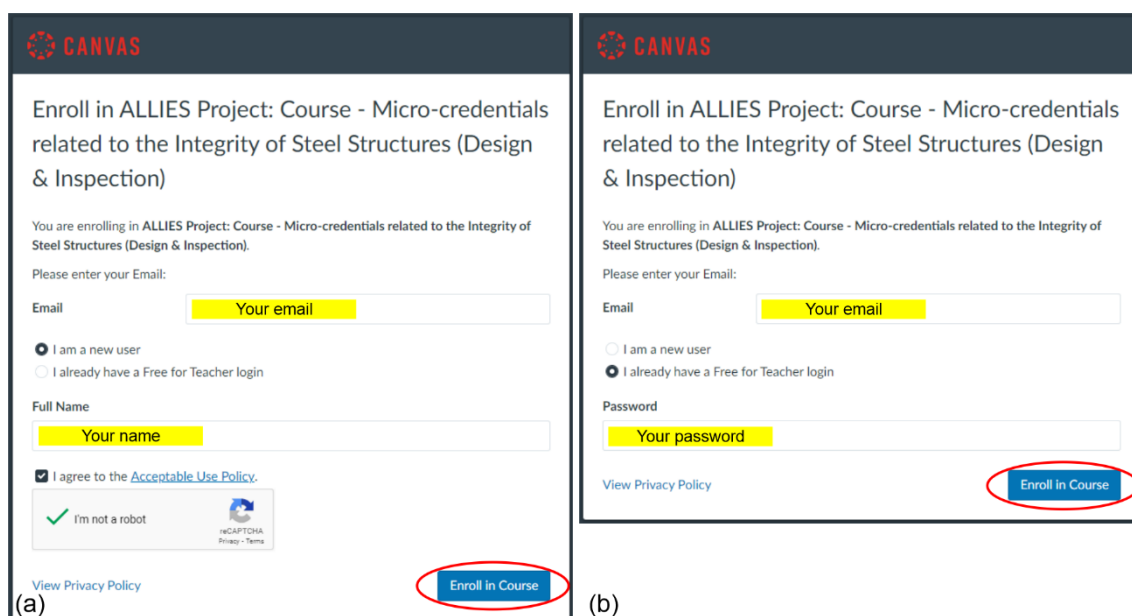 CANVAS
Enroll in ALLIES Project: Course - Micro-credentials
related to the Integrity of Steel Structures (Design
& Inspection)
You are enrolling in ALLIES Project: Course - Micro-credentials related to the Integrity of
Steel Structures (Design & Inspection).
Please enter your Email:
Email
Your email
I am a new user
I already have a Free for Teacher login
Full Name
Your name
I agree to the Acceptable Use Policy.
I'm not a robot
reCAPTCHA
Privacy - Terms
View Privacy Policy
Enroll in Course
(a)
CANVAS
Enroll in ALLIES Project: Course - Micro-credentials
related to the Integrity of Steel Structures (Design
& Inspection)
You are enrolling in ALLIES Project: Course - Micro-credentials related to the Integrity of
Steel Structures (Design & Inspection).
Please enter your Email:
Email
Your email
I am a new user
I already have a Free for Teacher login
Password
Your password
View Privacy Policy
Enroll in Course
(b)